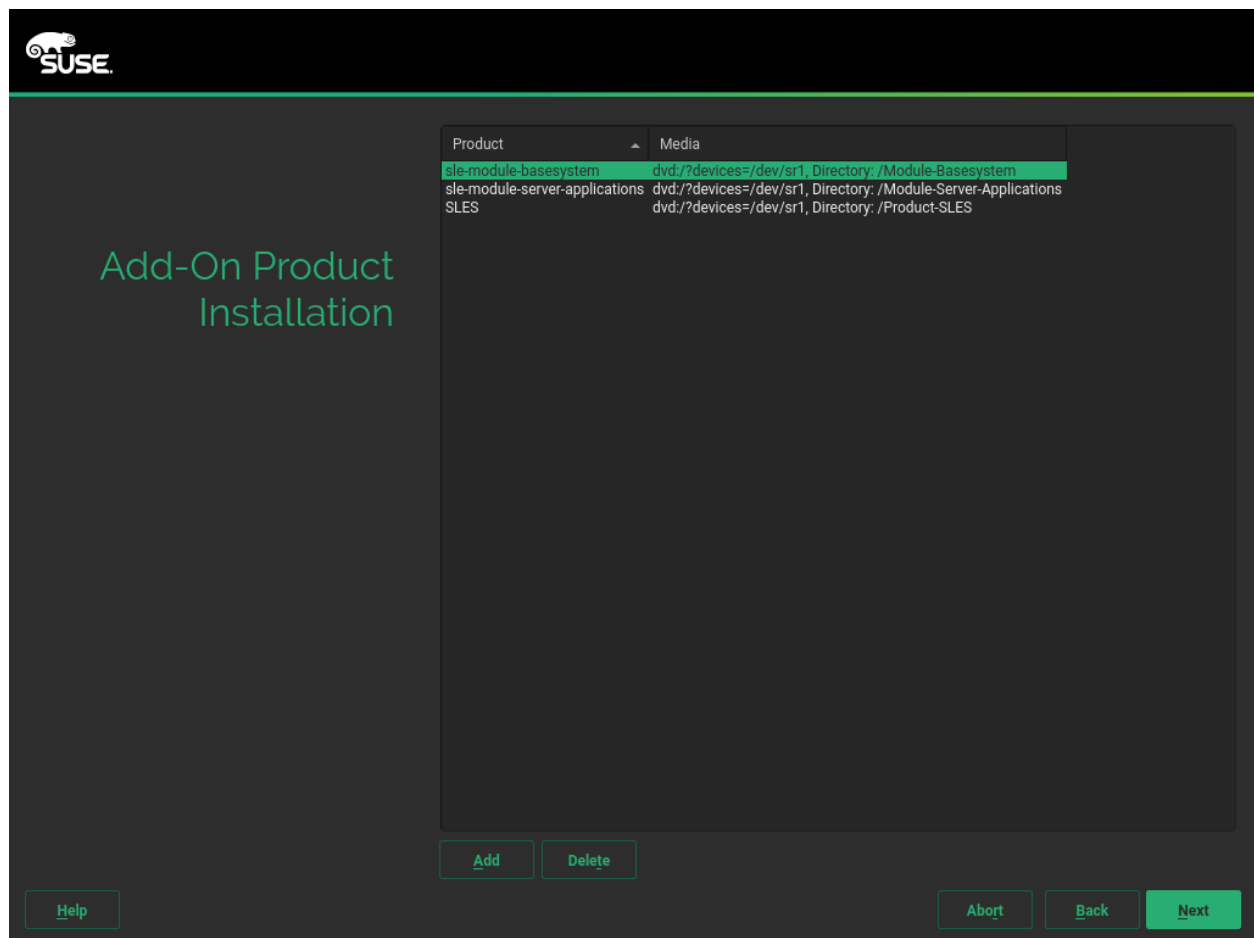 SUSE.
Product Media
sle-module-basesystem dvd:/?devices=/dev/sr1, Directory: /Module-Basesystem
sle-module-server-applications dvd:/?devices=/dev/sr1, Directory: /Module-Server-Applications
SLES dvd:/?devices=/dev/sr1, Directory: /Product-SLES
Add-On Product
Installation
Add Delete
Help Abort Back Next